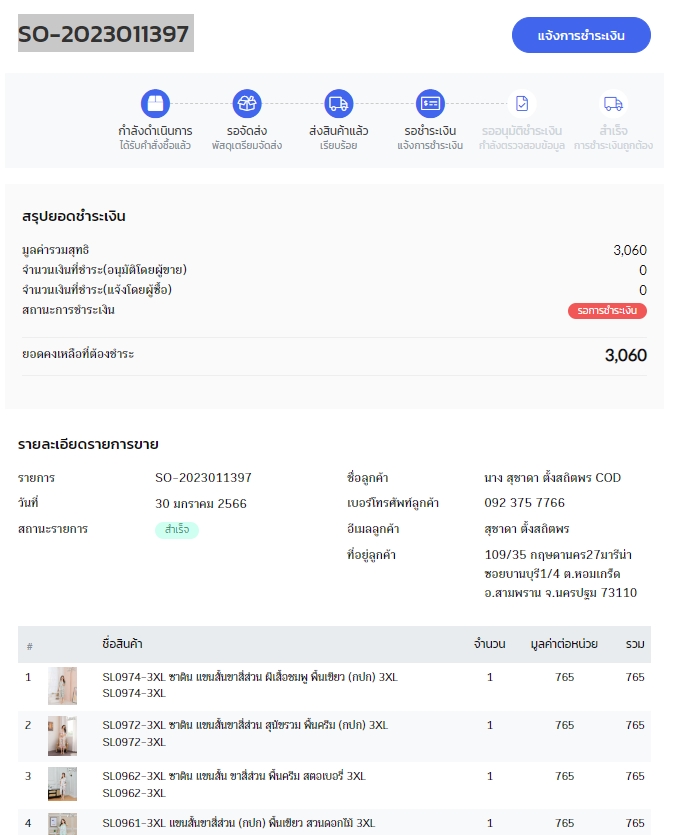 SO-2023011397
แจ้งการชำระเงิน
กำลังดำเนินการ
ได้รับคำสั่งซื้อแล้ว
รอจัดส่ง
พัสดุเตรียมจัดส่ง
ส่งสินค้าแล้ว
เรียบร้อย
รอชำระเงิน
แจ้งการชำระเงิน
รออนุมัติชำระเงิน
กำลังตรวจสอบข้อมูล
สำเร็จ
การชำระเงินถูกต้อง
สรุปยอดชำระเงิน
มูลค่ารวมสุทธิ 3,060
จำนวนเงินที่ชำระ(อนุมัติโดยผู้ขาย) 0
จำนวนเงินที่ชำระ(แจ้งโดยผู้ซื้อ) 0
สถานะการชำระเงิน รอการชำระเงิน
ยอดคงเหลือที่ต้องชำระ 3,060
รายละเอียดรายการขาย
รายการ SO-2023011397
วันที่ 30 มกราคม 2566
สถานะรายการ สำเร็จ
ชื่อลูกค้า นาง สุชาดา ตั้งสถิตพร COD
เบอร์โทรศัพท์ลูกค้า 092 375 7766
อีเมลลูกค้า สุชาดา ตั้งสถิตพร
ที่อยู่ลูกค้า 109/35 กฤษดานคร27มารีน่า
ซอยบานบุรี1/4 ต.หอมเกร็ด
อ.สามพราน จ.นครปฐม 73110
# ชื่อสินค้า จำนวน มูลค่าต่อหน่วย รวม
1 SL0974-3XL ซาติน แขนสั้นขาสี่ส่วน ผีเสื้อชมพู พื้นเขียว (กปก) 3XL 1 765 765
SL0974-3XL
2 SL0972-3XL ซาติน แขนสั้นขาสี่ส่วน สุนัขรวม พื้นครีม (กปก) 3XL 1 765 765
SL0972-3XL
3 SL0962-3XL ซาติน แขนสั้น ขาสี่ส่วน พื้นครีม สตอเบอรี่ 3XL 1 765 765
SL0962-3XL
4 SL0961-3XL แขนสั้นขาสี่ส่วน (กปก) พื้นเขียว สวนดอกไม้ 3XL 1 765 765